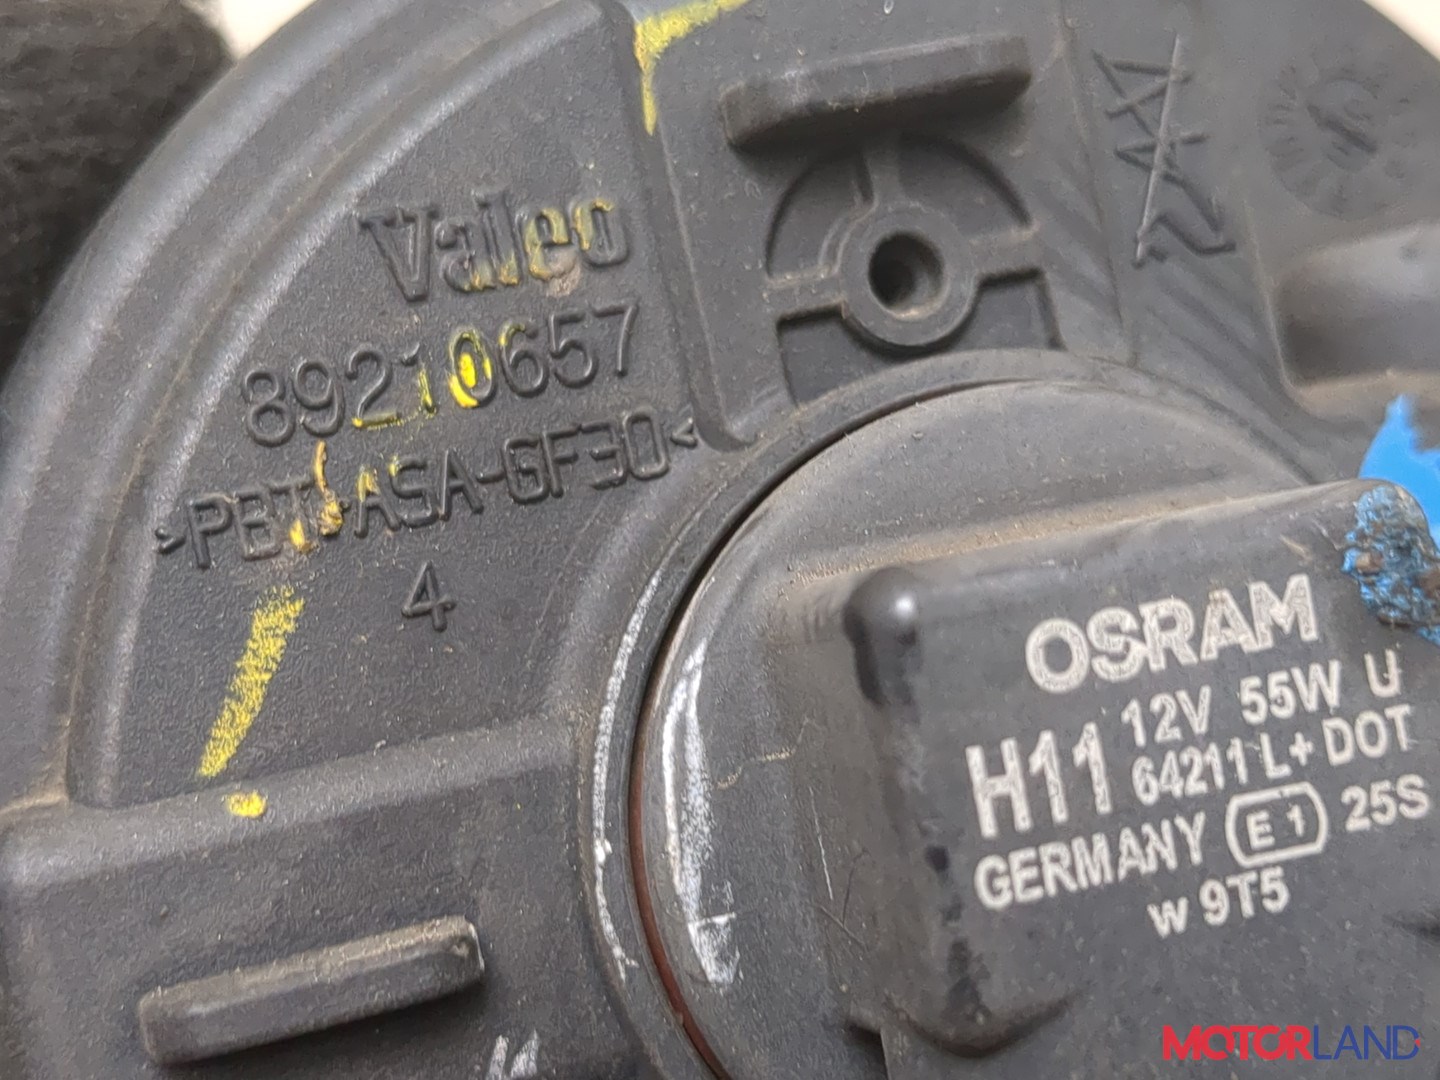 Valeo
89210657
>PBT+ASA-GF30<
4
OSRAM
H11 12V 55W U
64211 L+ DOT
GERMANY E1 25S
w 9T5
MOTORLAND